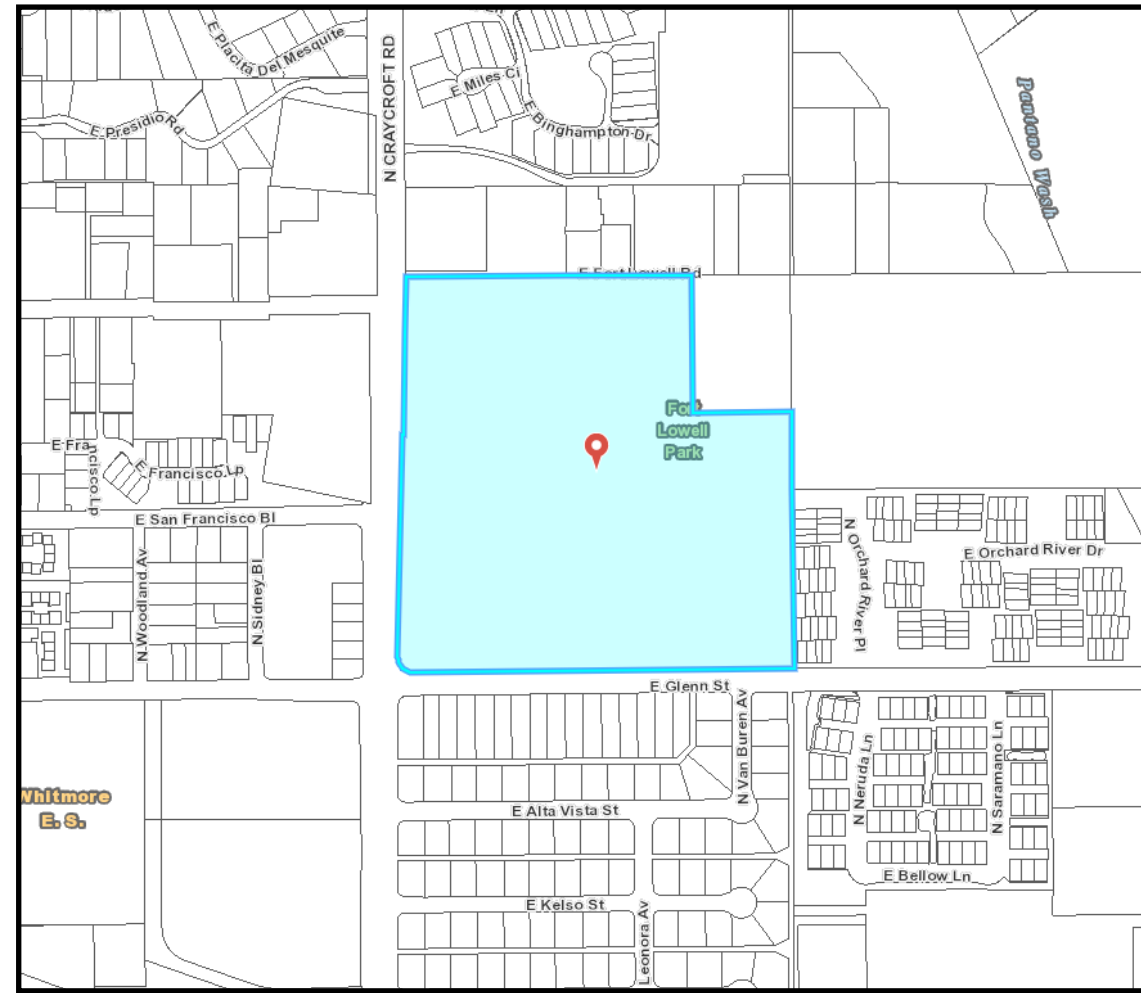 E Placita Del Mesquite
N CRAYCROFT RD
E Miles Ci
E Binghampton Dr
E Presidio Rd
Pantano Wash
E Fort Lowell Rd
Fort
Lowell
Park
E Francisco Lp
E Francisco Lp
E San Francisco Bl
N Woodland Av
N Sidney Bl
N Orchard River Pl
E Orchard River Dr
E Glenn St
N Van Buren Av
N Neruda Ln
N Saramano Ln
Whitmore
E. S.
E Alta Vista St
E Bellow Ln
E Kelso St
Leonora Av